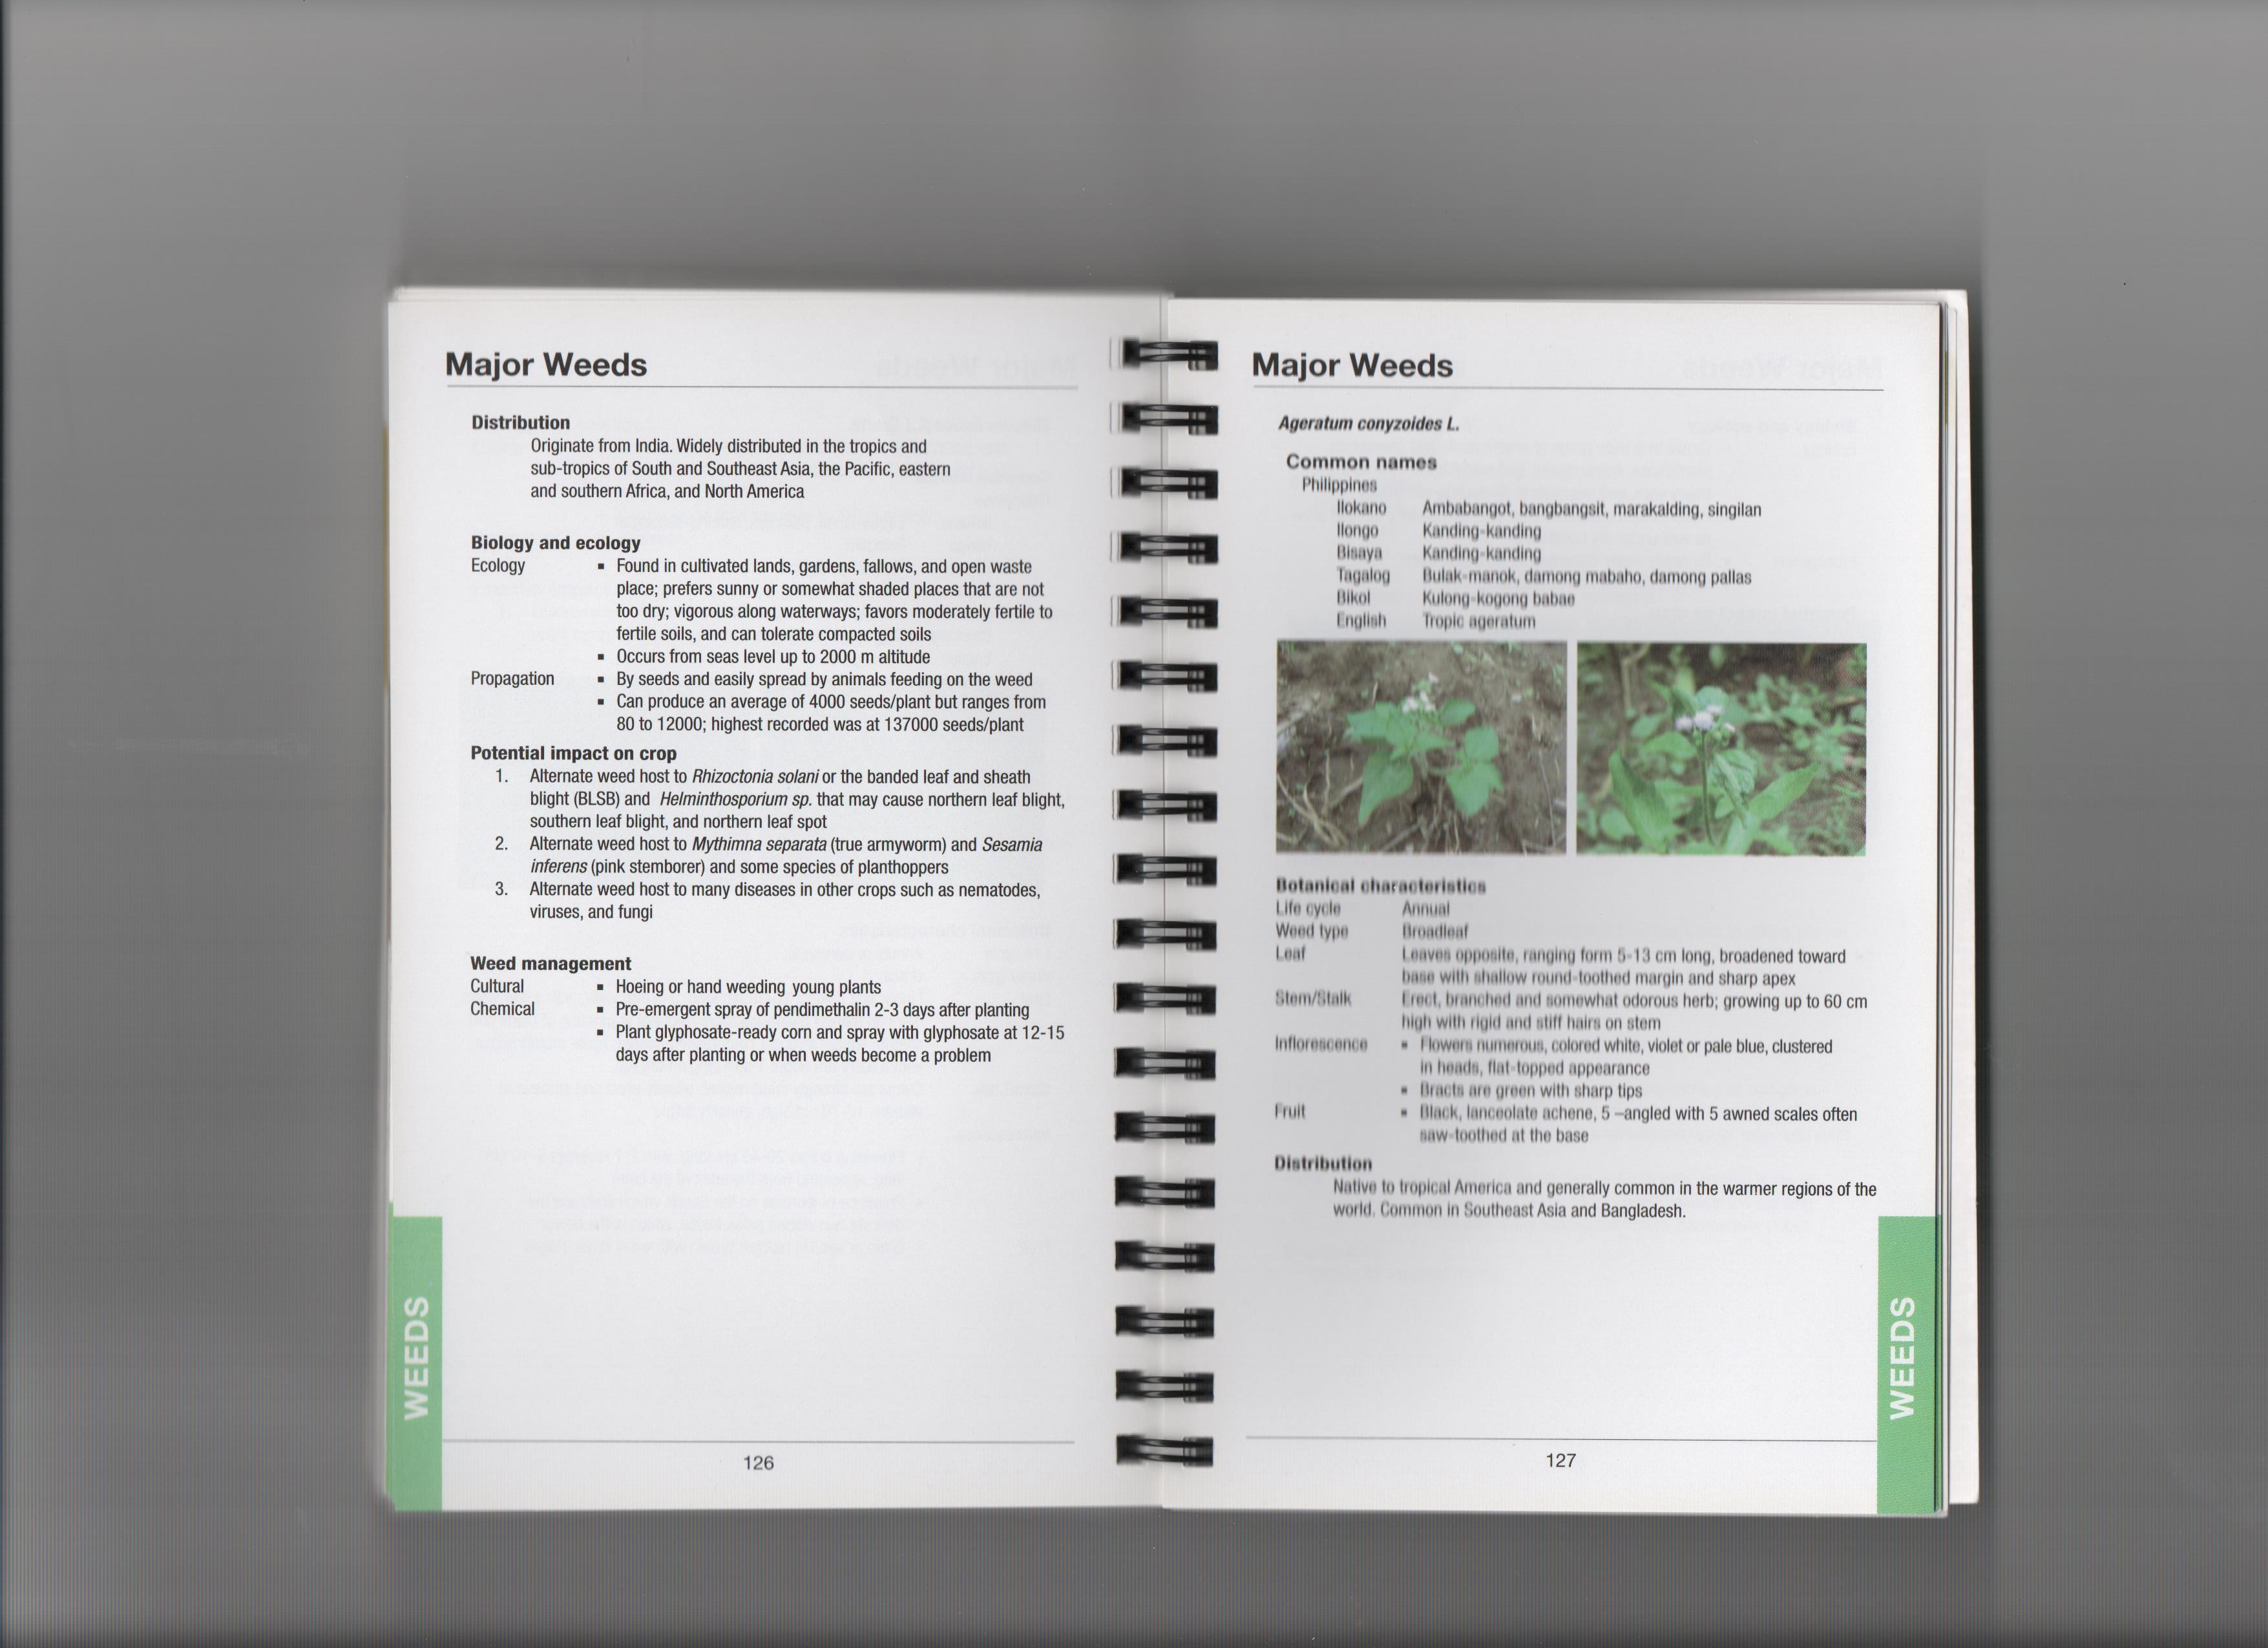 Major Weeds
Distribution
Originate from India. Widely distributed in the tropics and
sub-tropics of South and Southeast Asia, the Pacific, eastern
and southern Africa, and North America
Biology and ecology
Ecology ▪ Found in cultivated lands, gardens, fallows, and open waste
place; prefers sunny or somewhat shaded places that are not
too dry; vigorous along waterways; favors moderately fertile to
fertile soils, and can tolerate compacted soils
▪ Occurs from seas level up to 2000 m altitude
Propagation ▪ By seeds and easily spread by animals feeding on the weed
▪ Can produce an average of 4000 seeds/plant but ranges from
80 to 12000; highest recorded was at 137000 seeds/plant
Potential impact on crop
1. Alternate weed host to Rhizoctonia solani or the banded leaf and sheath
blight (BLSB) and Helminthosporium sp. that may cause northern leaf blight,
southern leaf blight, and northern leaf spot
2. Alternate weed host to Mythimna separata (true armyworm) and Sesamia
inferens (pink stemborer) and some species of planthoppers
3. Alternate weed host to many diseases in other crops such as nematodes,
viruses, and fungi
Weed management
Cultural ▪ Hoeing or hand weeding young plants
Chemical ▪ Pre-emergent spray of pendimethalin 2-3 days after planting
▪ Plant glyphosate-ready corn and spray with glyphosate at 12-15
days after planting or when weeds become a problem
WEEDS
126
Major Weeds
Ageratum conyzoides L.
Common names
Philippines
Ilokano Ambabangot, bangbangsit, marakalding, singilan
Ilongo Kanding-kanding
Bisaya Kanding-kanding
Tagalog Bulak-manok, damong mabaho, damong pallas
Bikol Kulong-kogong babae
English Tropic ageratum
Botanical characteristics
Life cycle Annual
Weed type Broadleaf
Leaf Leaves opposite, ranging form 5-13 cm long, broadened toward
base with shallow round-toothed margin and sharp apex
Stem/Stalk Erect, branched and somewhat odorous herb; growing up to 60 cm
high with rigid and stiff hairs on stem
Inflorescence ▪ Flowers numerous, colored white, violet or pale blue, clustered
in heads, flat-topped appearance
▪ Bracts are green with sharp tips
Fruit ▪ Black, lanceolate achene, 5 –angled with 5 awned scales often
saw-toothed at the base
Distribution
Native to tropical America and generally common in the warmer regions of the
world. Common in Southeast Asia and Bangladesh.
WEEDS
127